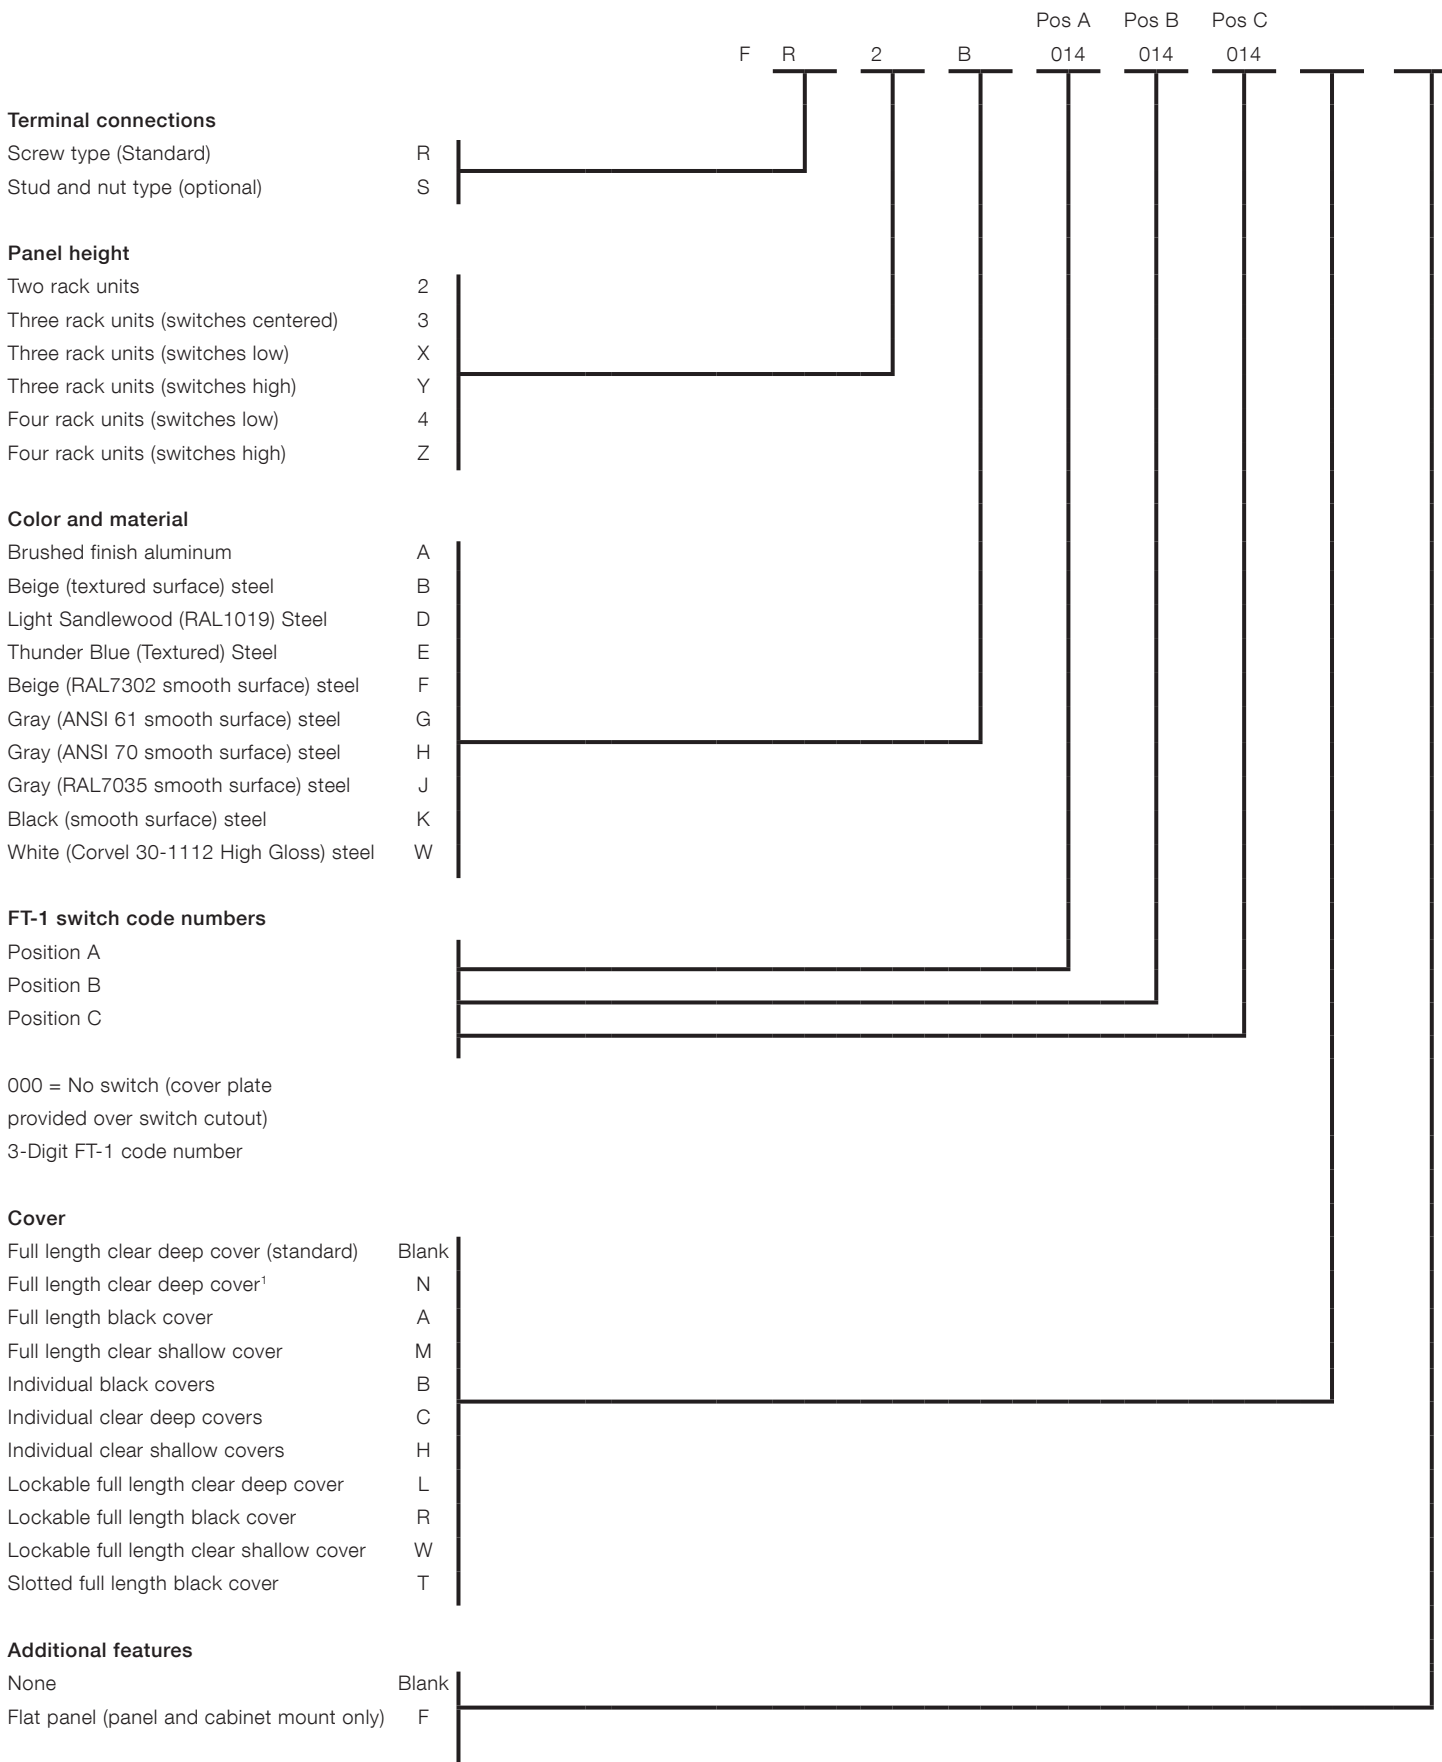 Pos A Pos B Pos C
F R 2 B 014 014 014
Terminal connections
Screw type (Standard) R
Stud and nut type (optional) S
Panel height
Two rack units 2
Three rack units (switches centered) 3
Three rack units (switches low) X
Three rack units (switches high) Y
Four rack units (switches low) 4
Four rack units (switches high) Z
Color and material
Brushed finish aluminum A
Beige (textured surface) steel B
Light Sandlewood (RAL1019) Steel D
Thunder Blue (Textured) Steel E
Beige (RAL7302 smooth surface) steel F
Gray (ANSI 61 smooth surface) steel G
Gray (ANSI 70 smooth surface) steel H
Gray (RAL7035 smooth surface) steel J
Black (smooth surface) steel K
White (Corvel 30-1112 High Gloss) steel W
FT-1 switch code numbers
Position A
Position B
Position C
000 = No switch (cover plate
provided over switch cutout)
3-Digit FT-1 code number
Cover
Full length clear deep cover (standard) Blank
Full length clear deep cover¹ N
Full length black cover A
Full length clear shallow cover M
Individual black covers B
Individual clear deep covers C
Individual clear shallow covers H
Lockable full length clear deep cover L
Lockable full length black cover R
Lockable full length clear shallow cover W
Slotted full length black cover T
Additional features
None Blank
Flat panel (panel and cabinet mount only) F